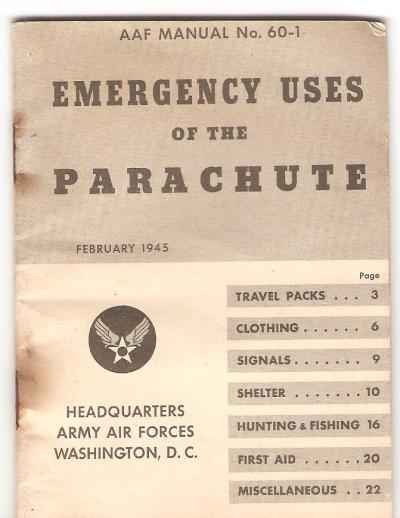 AAF MANUAL No. 60-1
EMERGENCY USES
OF THE
PARACHUTE
FEBRUARY 1945
HEADQUARTERS
ARMY AIR FORCES
WASHINGTON, D. C.
Page
TRAVEL PACKS . . . 3
CLOTHING . . . . . . 6
SIGNALS . . . . . . . 9
SHELTER . . . . . . . 10
HUNTING & FISHING 16
FIRST AID . . . . . . 20
MISCELLANEOUS . . 22